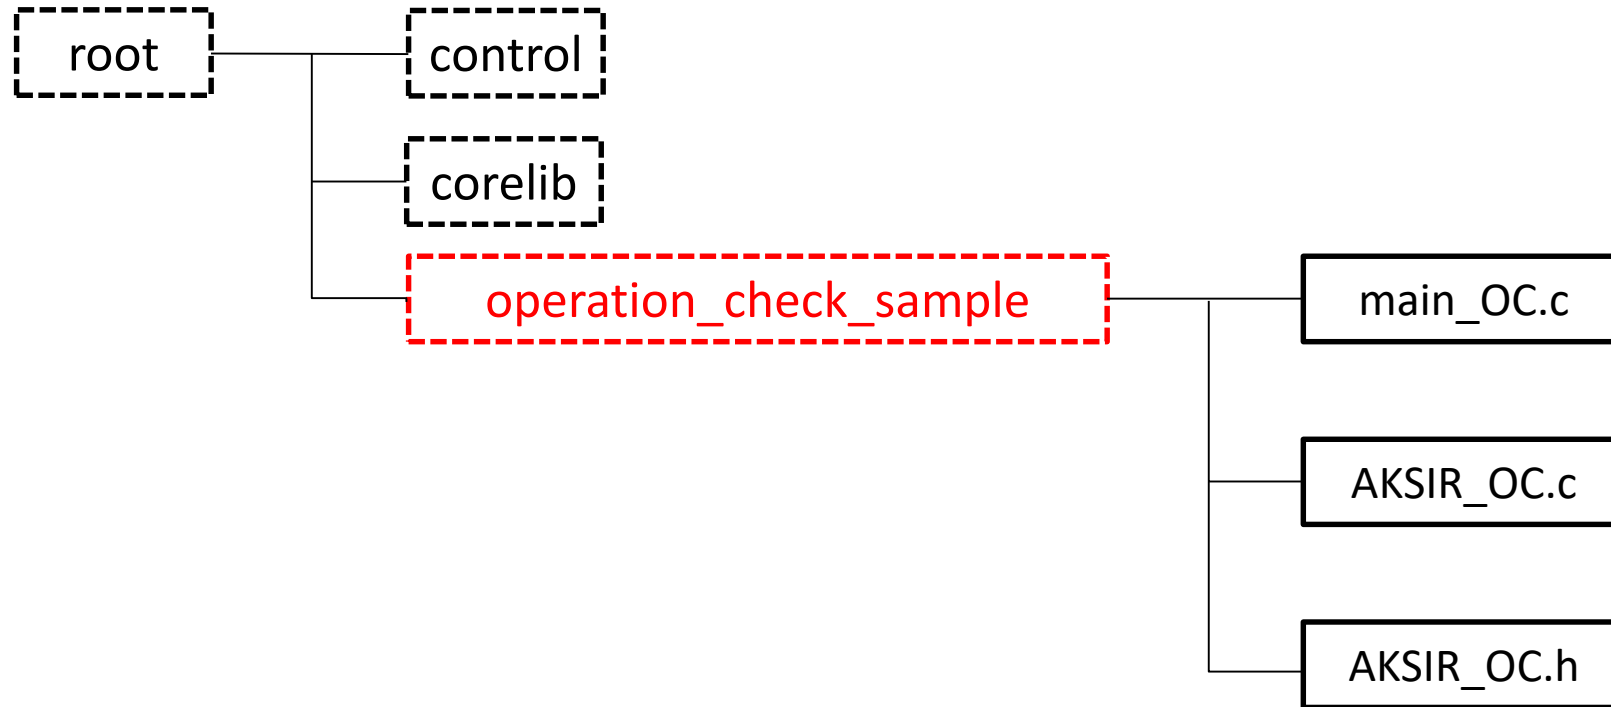 root
control
corelib
operation_check_sample
main_OC.c
AKSIR_OC.c
AKSIR_OC.h